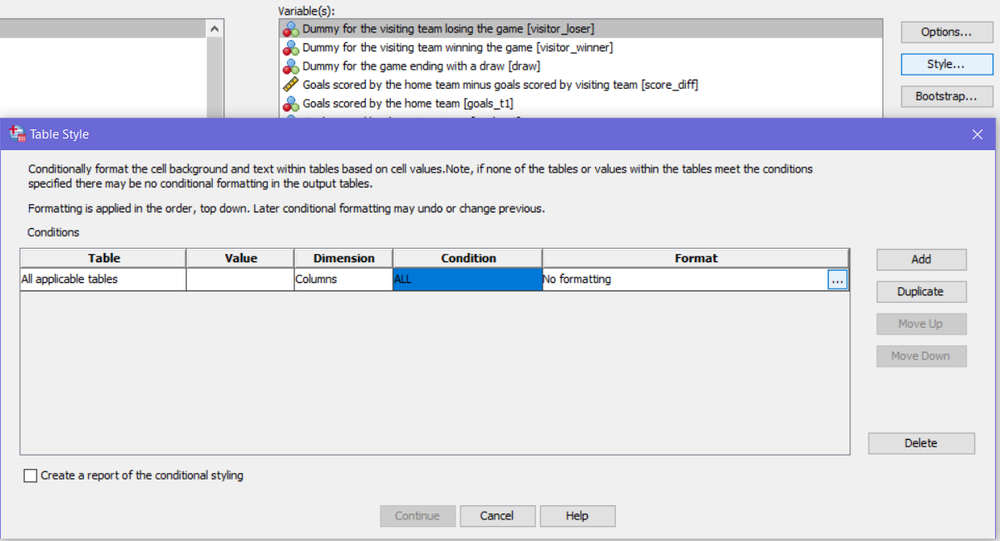 Variable(s):
Dummy for the visiting team losing the game [visitor_loser]
Dummy for the visiting team winning the game [visitor_winner]
Dummy for the game ending with a draw [draw]
Goals scored by the home team minus goals scored by visiting team [score_diff]
Goals scored by the home team [goals_t1]
Options...
Style...
Bootstrap...
Table Style
Conditionally format the cell background and text within tables based on cell values.Note, if none of the tables or values within the tables meet the conditions
specified there may be no conditional formatting in the output tables.
Formatting is applied in the order, top down. Later conditional formatting may undo or change previous.
Conditions
Table Value Dimension Condition Format
All applicable tables Columns ALL No formatting ...
Add
Duplicate
Move Up
Move Down
Delete
Create a report of the conditional styling
Continue Cancel Help